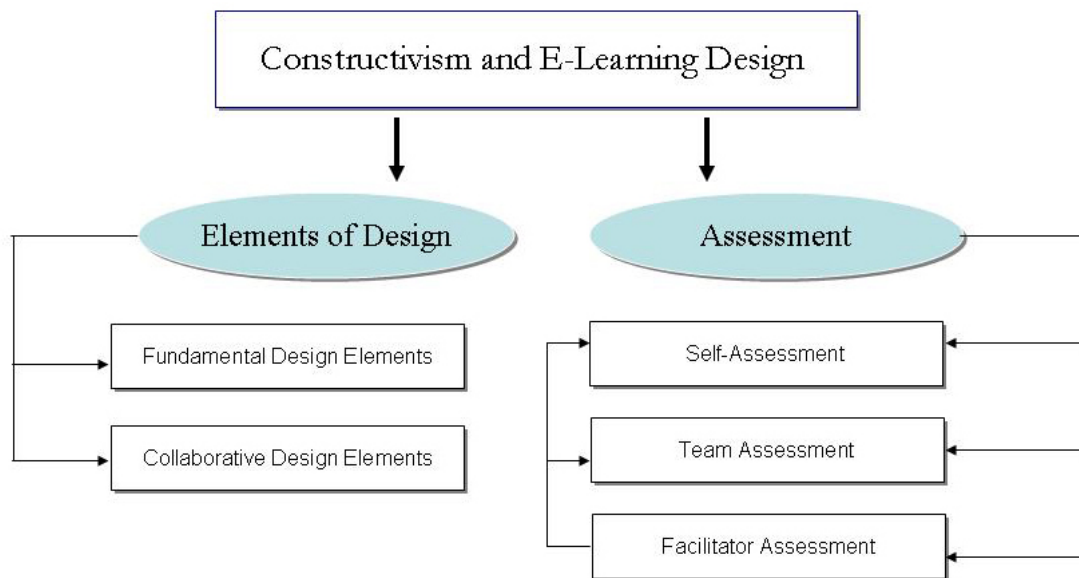 Constructivism and E-Learning Design
Elements of Design
Assessment
Fundamental Design Elements
Collaborative Design Elements
Self-Assessment
Team Assessment
Facilitator Assessment